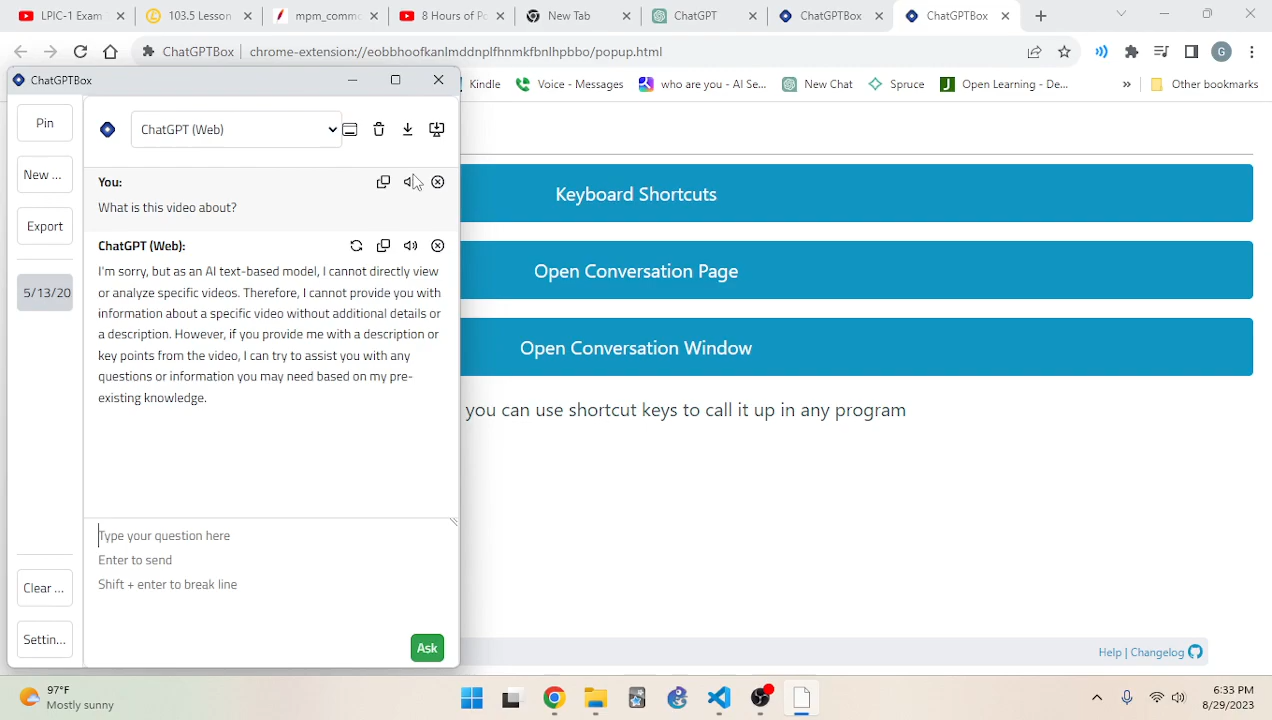 LPIC-1 Exam
103.5 Lesson
mpm_commo
8 Hours of Po
New Tab
ChatGPT
ChatGPTBox
ChatGPTBox
ChatGPTBox
chrome-extension://eobbhoofkanlmddnplfhnmkfbnlhpbbo/popup.html
G
ChatGPTBox
Kindle
Voice - Messages
who are you - AI Se...
New Chat
Spruce
Open Learning - De...
»
Other bookmarks
Pin
ChatGPT (Web)
New ...
You:
What is this video about?
Export
ChatGPT (Web):
5/13/20
I'm sorry, but as an AI text-based model, I cannot directly view
or analyze specific videos. Therefore, I cannot provide you with
information about a specific video without additional details or
a description. However, if you provide me with a description or
key points from the video, I can try to assist you with any
questions or information you may need based on my pre-
existing knowledge.
Type your question here
Enter to send
Shift + enter to break line
Clear ...
Settin...
Ask
Keyboard Shortcuts
Open Conversation Page
Open Conversation Window
you can use shortcut keys to call it up in any program
Help | Changelog
97°F
Mostly sunny
6:33 PM
8/29/2023